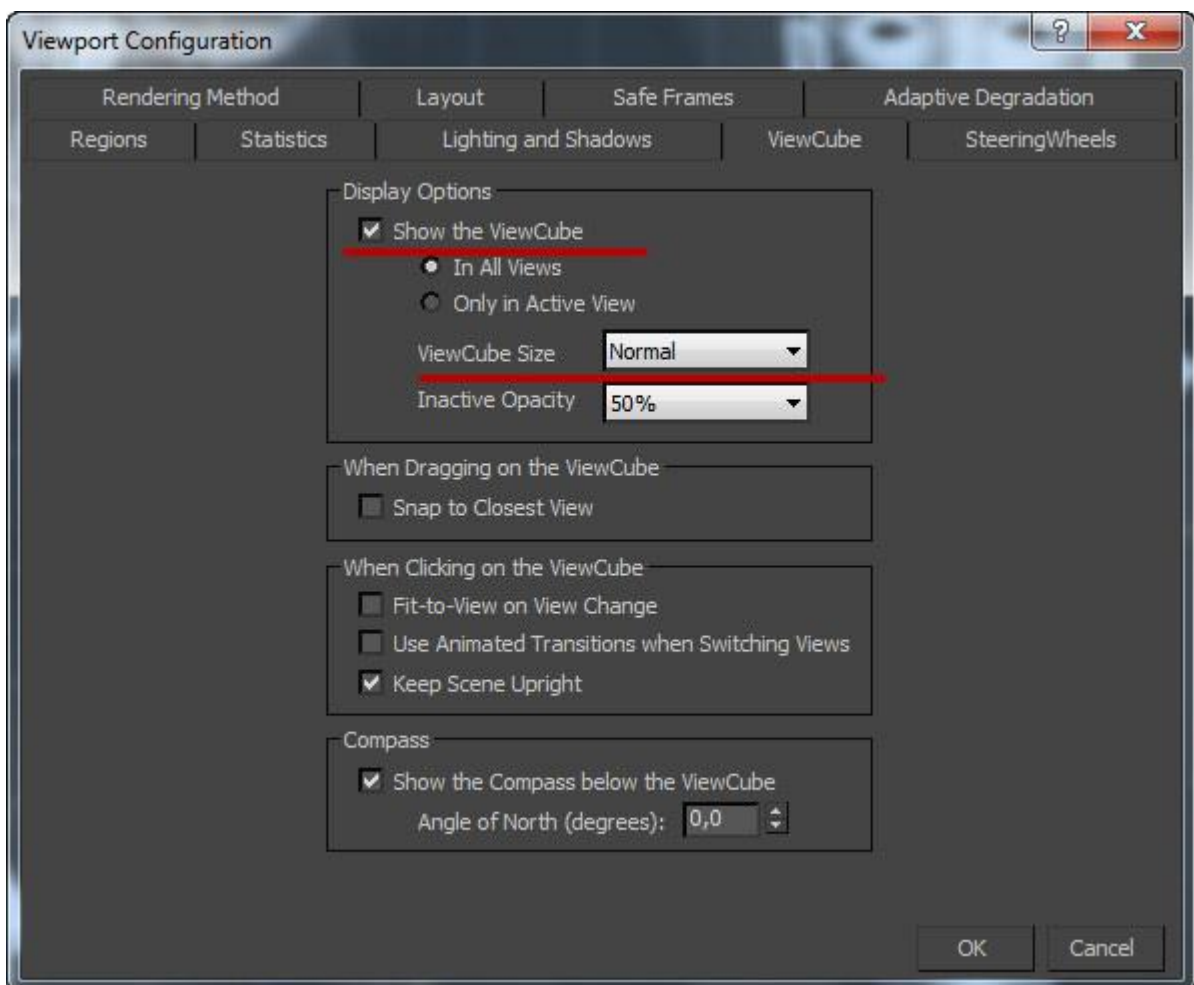 Viewport Configuration
Rendering Method Layout Safe Frames Adaptive Degradation
Regions Statistics Lighting and Shadows ViewCube SteeringWheels
Display Options
Show the ViewCube
In All Views
Only in Active View
ViewCube Size Normal
Inactive Opacity 50%
When Dragging on the ViewCube
Snap to Closest View
When Clicking on the ViewCube
Fit-to-View on View Change
Use Animated Transitions when Switching Views
Keep Scene Upright
Compass
Show the Compass below the ViewCube
Angle of North (degrees): 0,0
OK Cancel